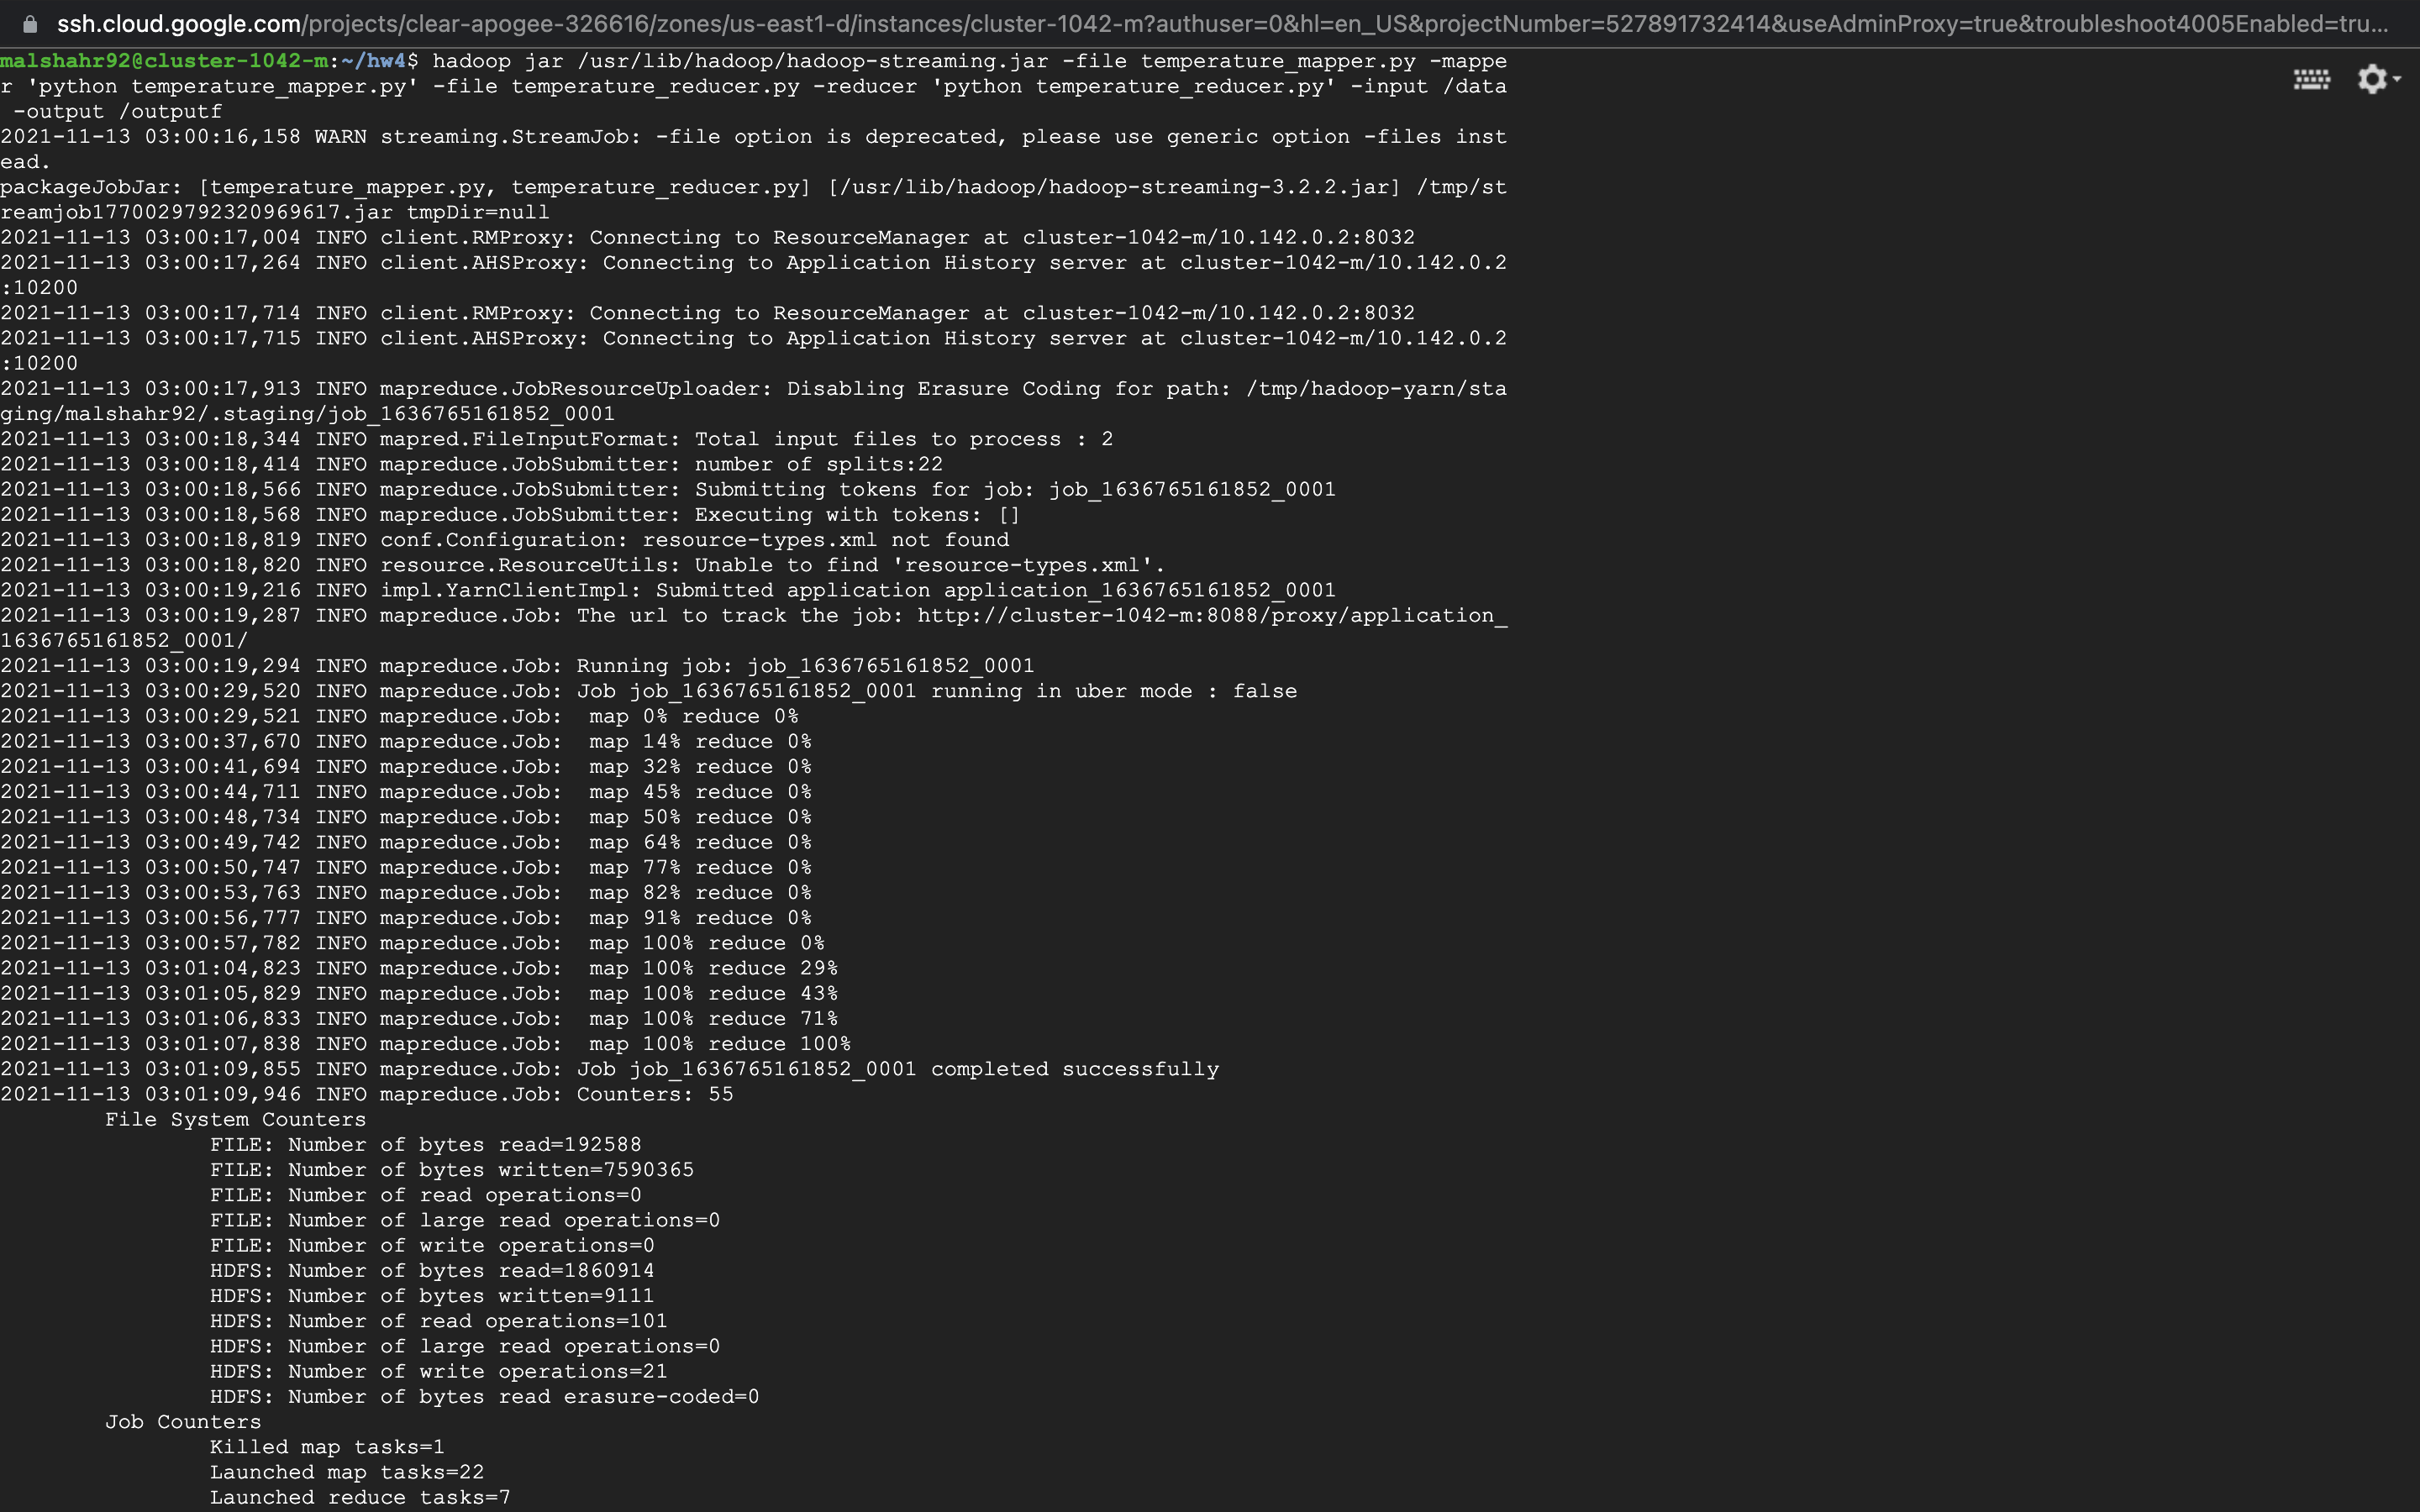 ssh.cloud.google.com/projects/clear-apogee-326616/zones/us-east1-d/instances/cluster-1042-m?authuser=0&hl=en_US&projectNumber=527891732414&useAdminProxy=true&troubleshoot4005Enabled=tru...
malshahr92@cluster-1042-m:~/hw4$ hadoop jar /usr/lib/hadoop/hadoop-streaming.jar -file temperature_mapper.py -mappe
r 'python temperature_mapper.py' -file temperature_reducer.py -reducer 'python temperature_reducer.py' -input /data
 -output /outputf
2021-11-13 03:00:16,158 WARN streaming.StreamJob: -file option is deprecated, please use generic option -files inst
ead.
packageJobJar: [temperature_mapper.py, temperature_reducer.py] [/usr/lib/hadoop/hadoop-streaming-3.2.2.jar] /tmp/st
reamjob1770029792320969617.jar tmpDir=null
2021-11-13 03:00:17,004 INFO client.RMProxy: Connecting to ResourceManager at cluster-1042-m/10.142.0.2:8032
2021-11-13 03:00:17,264 INFO client.AHSProxy: Connecting to Application History server at cluster-1042-m/10.142.0.2
:10200
2021-11-13 03:00:17,714 INFO client.RMProxy: Connecting to ResourceManager at cluster-1042-m/10.142.0.2:8032
2021-11-13 03:00:17,715 INFO client.AHSProxy: Connecting to Application History server at cluster-1042-m/10.142.0.2
:10200
2021-11-13 03:00:17,913 INFO mapreduce.JobResourceUploader: Disabling Erasure Coding for path: /tmp/hadoop-yarn/sta
ging/malshahr92/.staging/job_1636765161852_0001
2021-11-13 03:00:18,344 INFO mapred.FileInputFormat: Total input files to process : 2
2021-11-13 03:00:18,414 INFO mapreduce.JobSubmitter: number of splits:22
2021-11-13 03:00:18,566 INFO mapreduce.JobSubmitter: Submitting tokens for job: job_1636765161852_0001
2021-11-13 03:00:18,568 INFO mapreduce.JobSubmitter: Executing with tokens: []
2021-11-13 03:00:18,819 INFO conf.Configuration: resource-types.xml not found
2021-11-13 03:00:18,820 INFO resource.ResourceUtils: Unable to find 'resource-types.xml'.
2021-11-13 03:00:19,216 INFO impl.YarnClientImpl: Submitted application application_1636765161852_0001
2021-11-13 03:00:19,287 INFO mapreduce.Job: The url to track the job: http://cluster-1042-m:8088/proxy/application_
1636765161852_0001/
2021-11-13 03:00:19,294 INFO mapreduce.Job: Running job: job_1636765161852_0001
2021-11-13 03:00:29,520 INFO mapreduce.Job: Job job_1636765161852_0001 running in uber mode : false
2021-11-13 03:00:29,521 INFO mapreduce.Job:  map 0% reduce 0%
2021-11-13 03:00:37,670 INFO mapreduce.Job:  map 14% reduce 0%
2021-11-13 03:00:41,694 INFO mapreduce.Job:  map 32% reduce 0%
2021-11-13 03:00:44,711 INFO mapreduce.Job:  map 45% reduce 0%
2021-11-13 03:00:48,734 INFO mapreduce.Job:  map 50% reduce 0%
2021-11-13 03:00:49,742 INFO mapreduce.Job:  map 64% reduce 0%
2021-11-13 03:00:50,747 INFO mapreduce.Job:  map 77% reduce 0%
2021-11-13 03:00:53,763 INFO mapreduce.Job:  map 82% reduce 0%
2021-11-13 03:00:56,777 INFO mapreduce.Job:  map 91% reduce 0%
2021-11-13 03:00:57,782 INFO mapreduce.Job:  map 100% reduce 0%
2021-11-13 03:01:04,823 INFO mapreduce.Job:  map 100% reduce 29%
2021-11-13 03:01:05,829 INFO mapreduce.Job:  map 100% reduce 43%
2021-11-13 03:01:06,833 INFO mapreduce.Job:  map 100% reduce 71%
2021-11-13 03:01:07,838 INFO mapreduce.Job:  map 100% reduce 100%
2021-11-13 03:01:09,855 INFO mapreduce.Job: Job job_1636765161852_0001 completed successfully
2021-11-13 03:01:09,946 INFO mapreduce.Job: Counters: 55
File System Counters
FILE: Number of bytes read=192588
FILE: Number of bytes written=7590365
FILE: Number of read operations=0
FILE: Number of large read operations=0
FILE: Number of write operations=0
HDFS: Number of bytes read=1860914
HDFS: Number of bytes written=9111
HDFS: Number of read operations=101
HDFS: Number of large read operations=0
HDFS: Number of write operations=21
HDFS: Number of bytes read erasure-coded=0
Job Counters
Killed map tasks=1
Launched map tasks=22
Launched reduce tasks=7